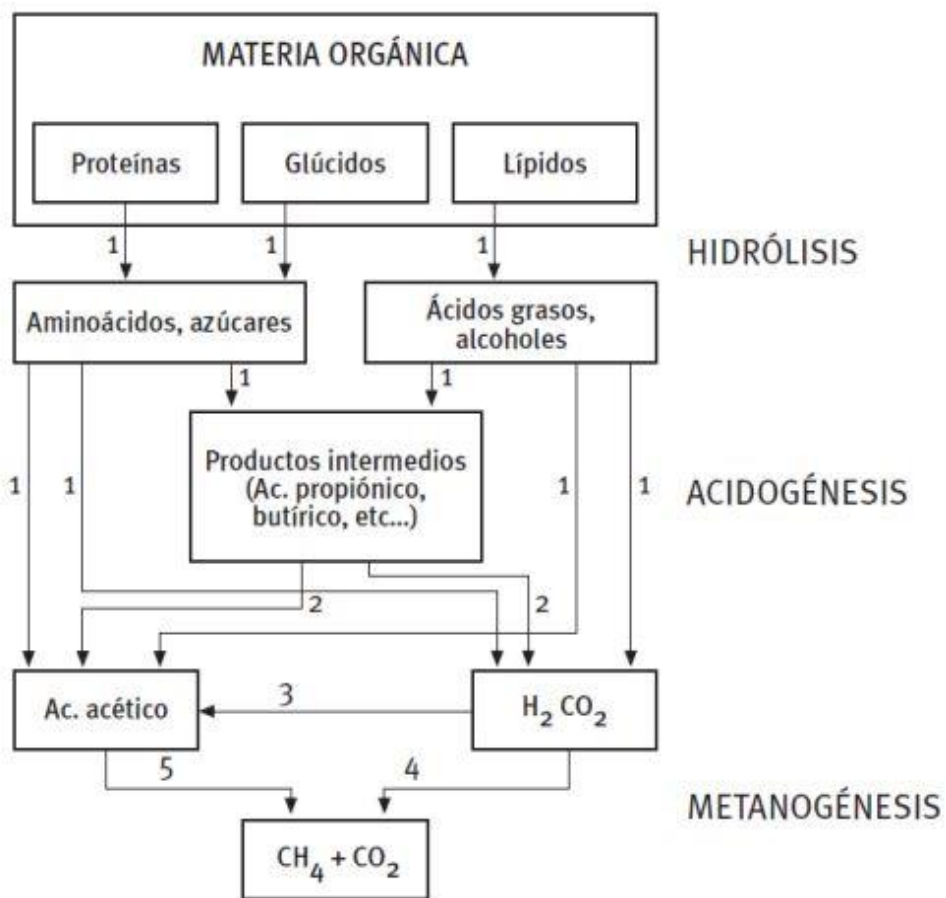 MATERIA ORGÁNICA
Proteínas
Glúcidos
Lípidos
1
1
1
HIDRÓLISIS
Aminoácidos, azúcares
Ácidos grasos,
alcoholes
1
1
Productos intermedios
(Ac. propiónico,
butírico, etc...)
1
1
1
1
ACIDOGÉNESIS
2
2
Ac. acético
3
H₂ CO₂
5
4
METANOGÉNESIS
CH₄ + CO₂